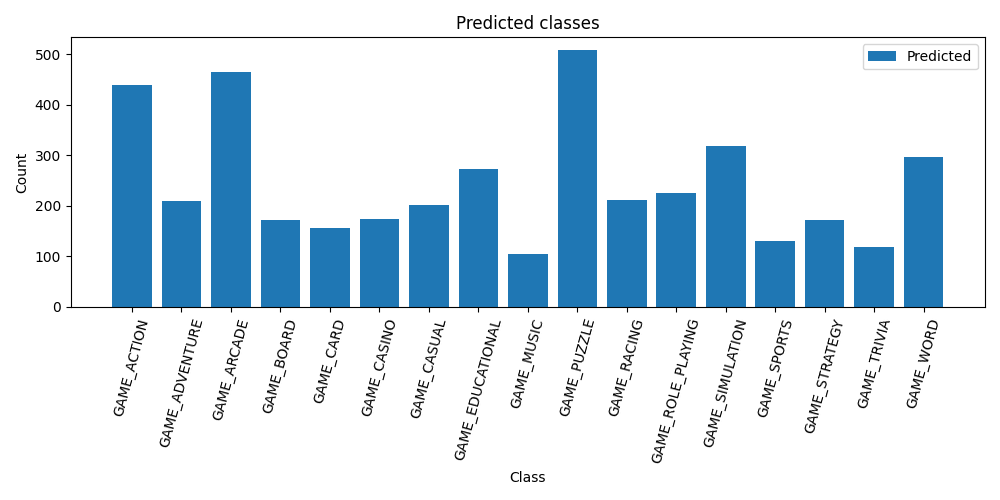 Predicted classes
Predicted
Count
500
400
300
200
100
0
GAME_ACTION
GAME_ADVENTURE
GAME_ARCADE
GAME_BOARD
GAME_CARD
GAME_CASINO
GAME_CASUAL
GAME_EDUCATIONAL
GAME_MUSIC
GAME_PUZZLE
GAME_RACING
GAME_ROLE_PLAYING
GAME_SIMULATION
GAME_SPORTS
GAME_STRATEGY
GAME_TRIVIA
GAME_WORD
Class